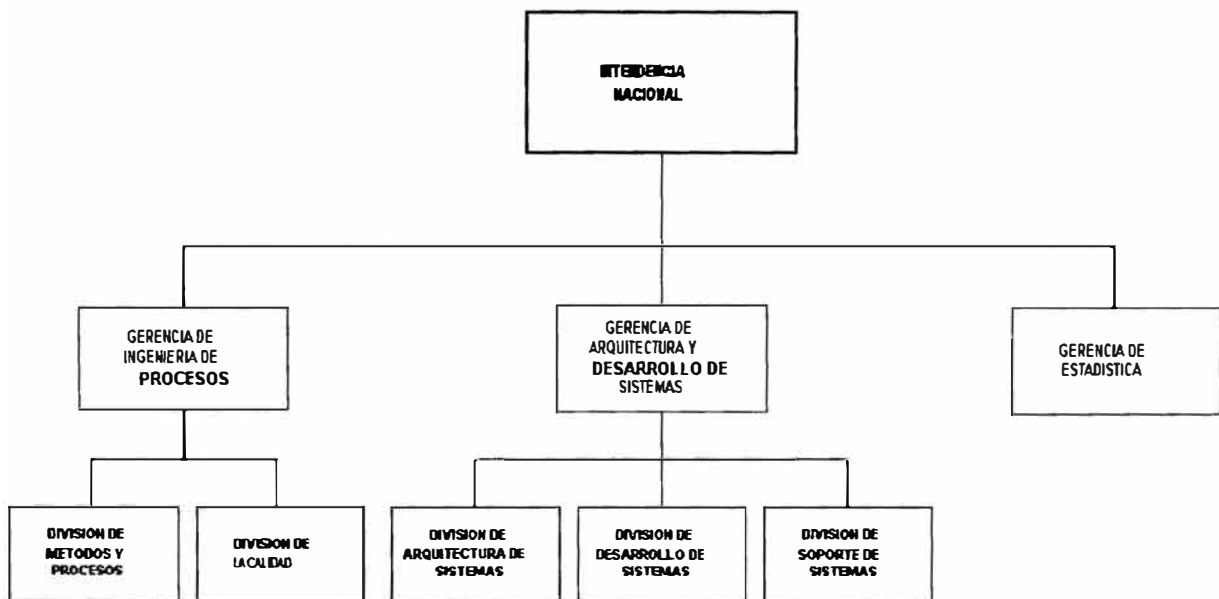 INTENDENCIA
NACIONAL
GERENCIA DE
INGENIERIA DE
PROCESOS
GERENCIA DE
ARQUITECTURA Y
DESARROLLO DE
SISTEMAS
GERENCIA DE
ESTADISTICA
DIVISION DE
METODOS Y
PROCESOS
DIVISION DE
LA CALIDAD
DIVISION DE
ARQUITECTURA DE
SISTEMAS
DIVISION DE
DESARROLLO DE
SISTEMAS
DIVISION DE
SOPORTE DE
SISTEMAS